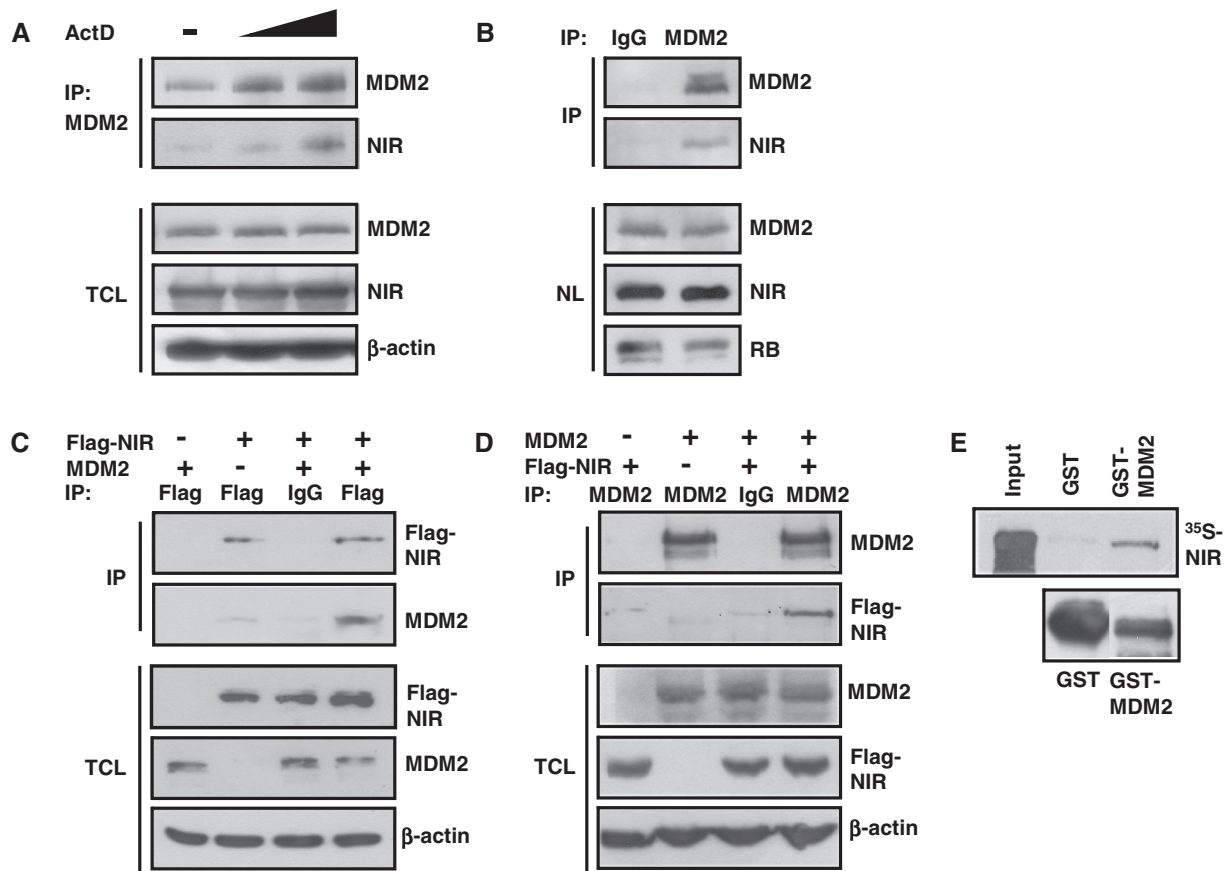 A
ActD
-
IP:
MDM2
MDM2
NIR
TCL
MDM2
NIR
β-actin
B
IP: IgG MDM2
IP
MDM2
NIR
NL
MDM2
NIR
RB
C
Flag-NIR - + + +
MDM2 + - + +
IP: Flag Flag IgG Flag
IP
Flag-
NIR
MDM2
TCL
Flag-
NIR
MDM2
β-actin
D
MDM2 - + + +
Flag-NIR + - + +
IP: MDM2 MDM2 IgG MDM2
IP
MDM2
Flag-
NIR
TCL
MDM2
Flag-
NIR
β-actin
E
Input
GST
GST-
MDM2
35S-
NIR
GST GST-
MDM2